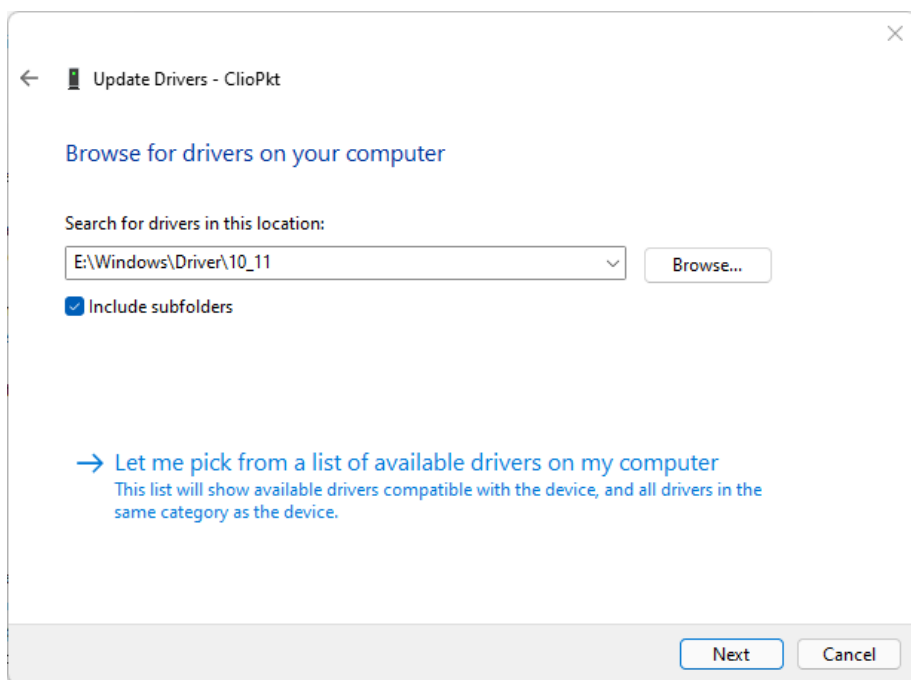 Update Drivers - ClioPkt
Browse for drivers on your computer
Search for drivers in this location:
E:\Windows\Driver\10_11
Browse...
Include subfolders
Let me pick from a list of available drivers on my computer
This list will show available drivers compatible with the device, and all drivers in the
same category as the device.
Next
Cancel